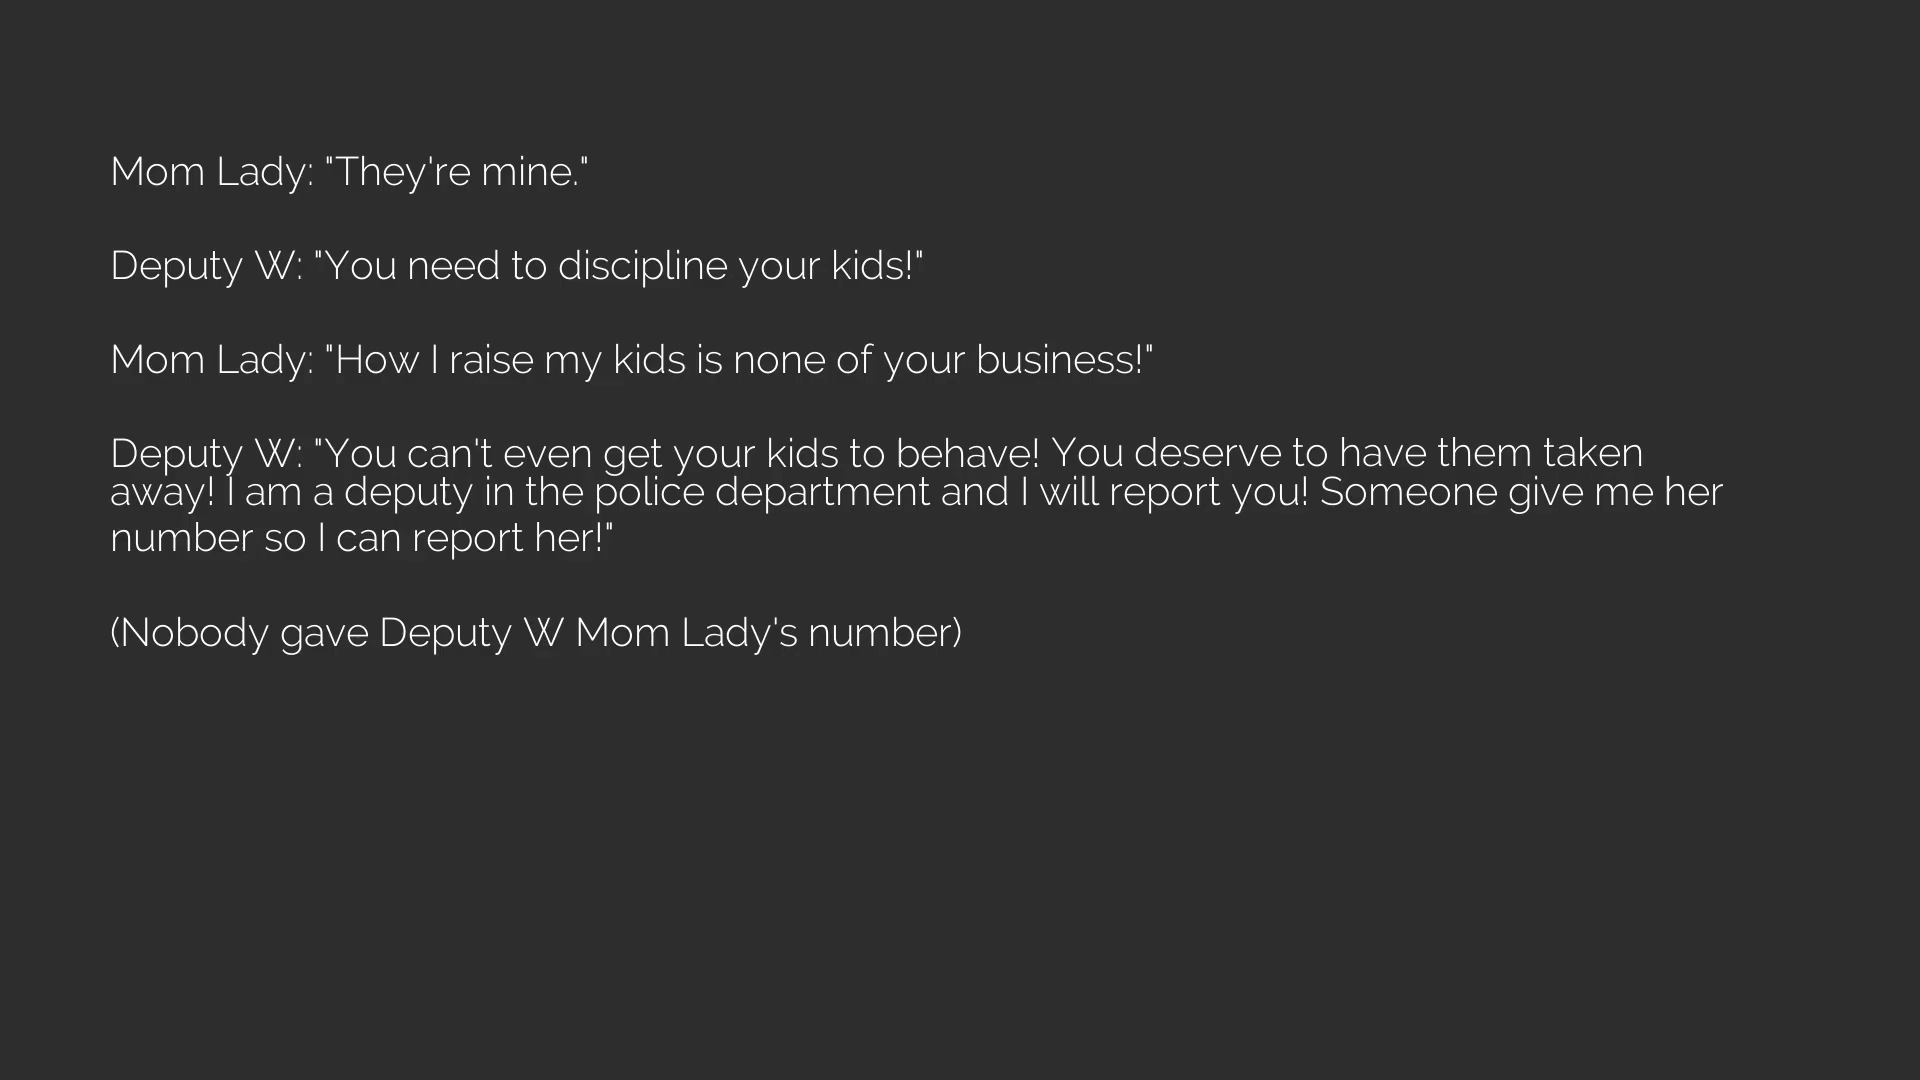 Mom Lady: "They're mine."
Deputy W: "You need to discipline your kids!"
Mom Lady: "How I raise my kids is none of your business!"
Deputy W: "You can't even get your kids to behave! You deserve to have them taken
away! I am a deputy in the police department and I will report you! Someone give me her
number so I can report her!"
(Nobody gave Deputy W Mom Lady's number)